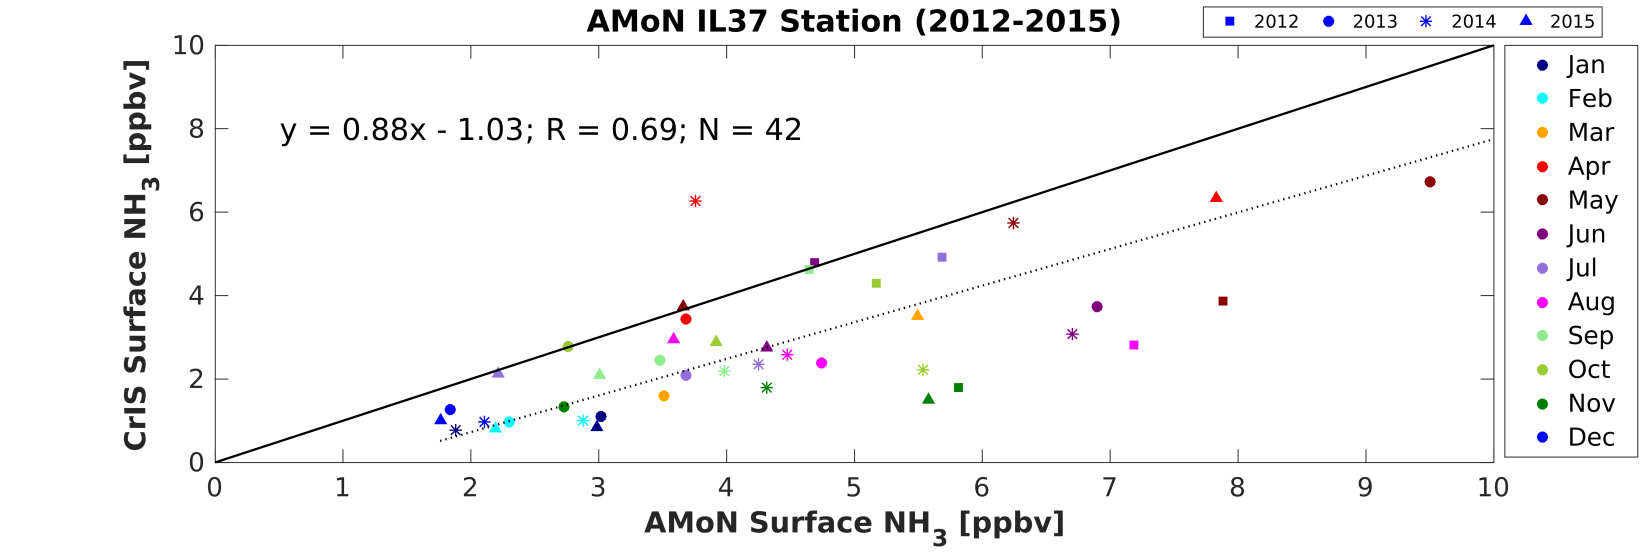 AMoN IL37 Station (2012-2015)
2012 2013 2014 2015
y = 0.88x - 1.03; R = 0.69; N = 42
CrIS Surface NH3 [ppbv]
10
8
6
4
2
0
0 1 2 3 4 5 6 7 8 9 10
AMoN Surface NH3 [ppbv]
Jan
Feb
Mar
Apr
May
Jun
Jul
Aug
Sep
Oct
Nov
Dec